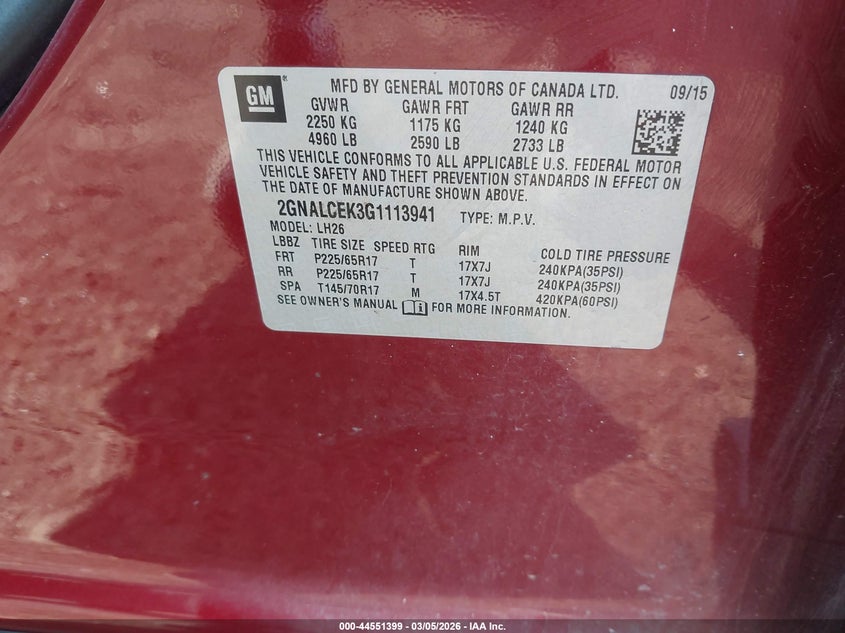 GM
MFD BY GENERAL MOTORS OF CANADA LTD. 09/15
GVWR GAWR FRT GAWR RR
2250 KG 1175 KG 1240 KG
4960 LB 2590 LB 2733 LB
THIS VEHICLE CONFORMS TO ALL APPLICABLE U.S. FEDERAL MOTOR
VEHICLE SAFETY AND THEFT PREVENTION STANDARDS IN EFFECT ON
THE DATE OF MANUFACTURE SHOWN ABOVE.
2GNALCEK3G1113941 TYPE: M.P.V.
MODEL: LH26
LBBZ TIRE SIZE SPEED RTG RIM COLD TIRE PRESSURE
FRT P225/65R17 T 17X7J 240KPA(35PSI)
RR P225/65R17 T 17X7J 240KPA(35PSI)
SPA T145/70R17 M 17X4.5T 420KPA(60PSI)
SEE OWNER'S MANUAL FOR MORE INFORMATION.
000-44551399 | 03/05/2026 - IAA Inc.